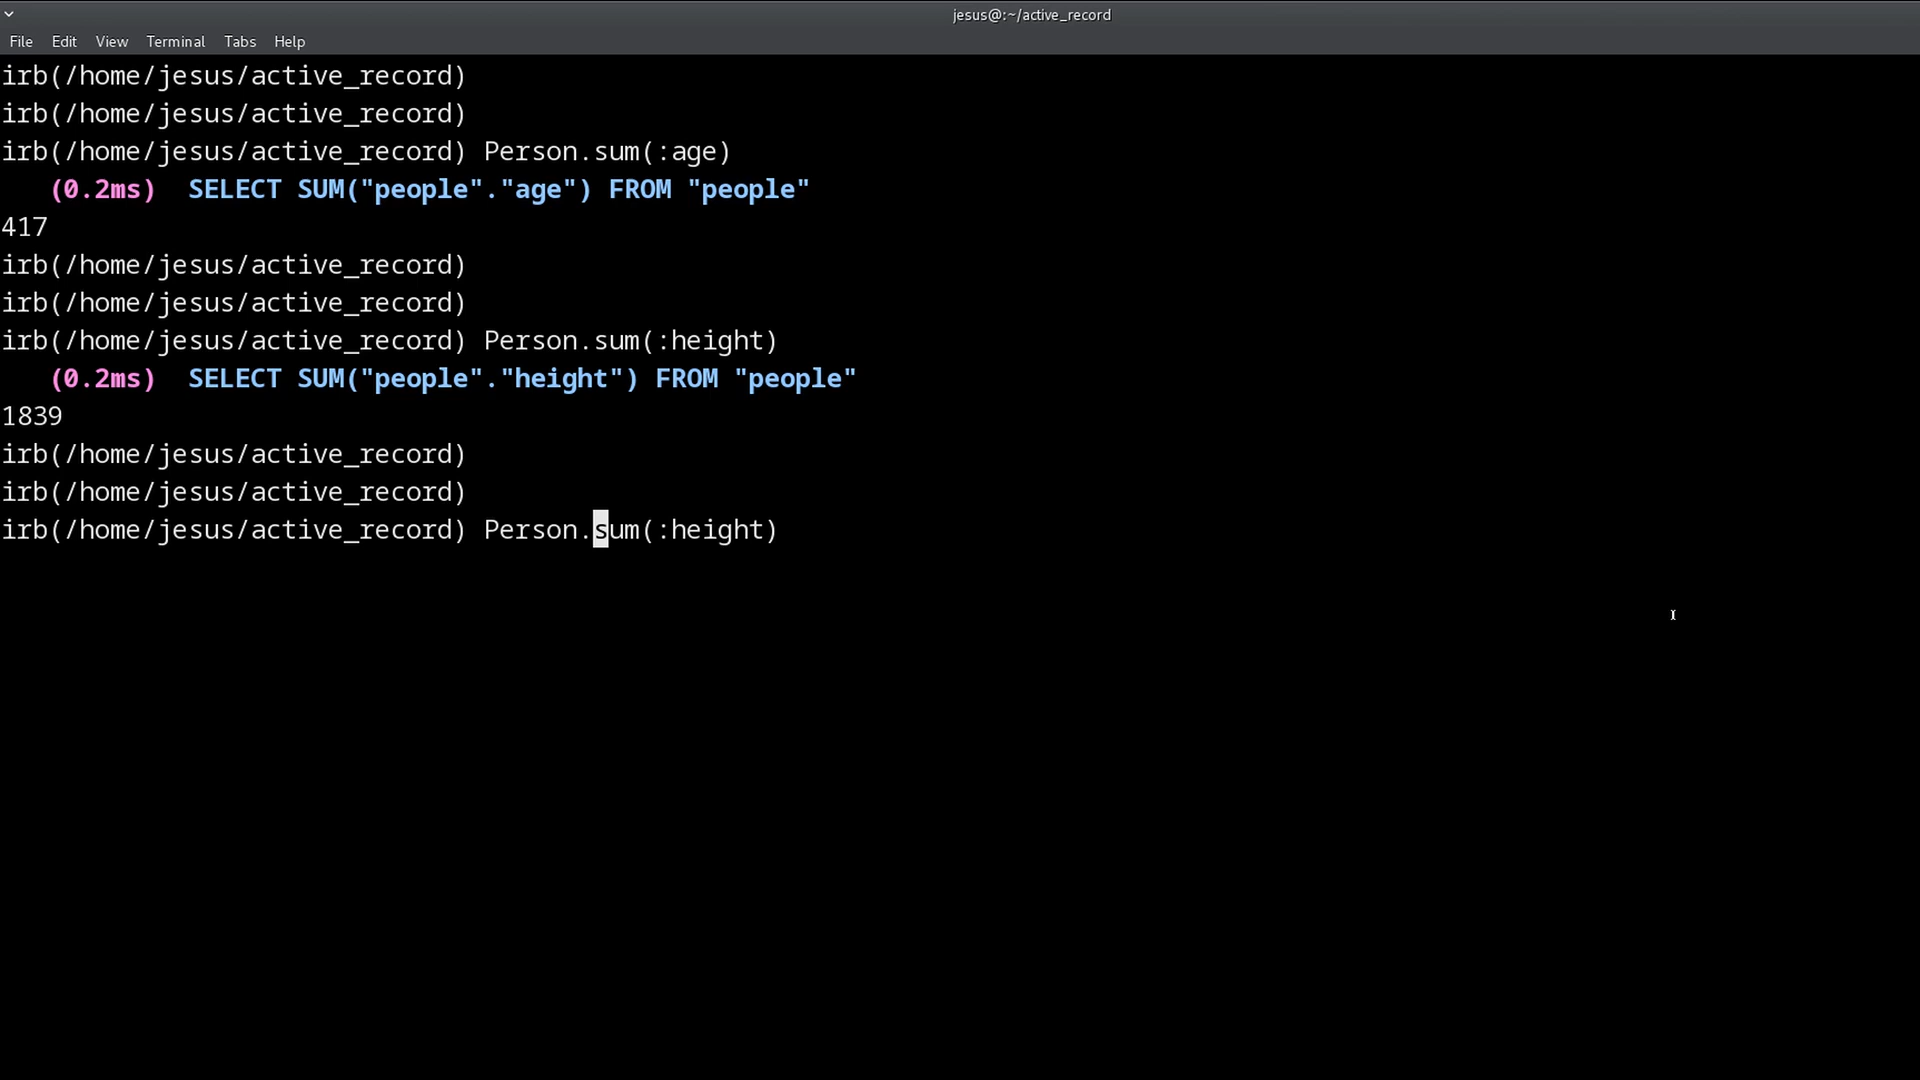 jesus@:~/active_record
File Edit View Terminal Tabs Help
irb(/home/jesus/active_record)
irb(/home/jesus/active_record)
irb(/home/jesus/active_record) Person.sum(:age)
(0.2ms) SELECT SUM("people"."age") FROM "people"
417
irb(/home/jesus/active_record)
irb(/home/jesus/active_record)
irb(/home/jesus/active_record) Person.sum(:height)
(0.2ms) SELECT SUM("people"."height") FROM "people"
1839
irb(/home/jesus/active_record)
irb(/home/jesus/active_record)
irb(/home/jesus/active_record) Person.sum(:height)